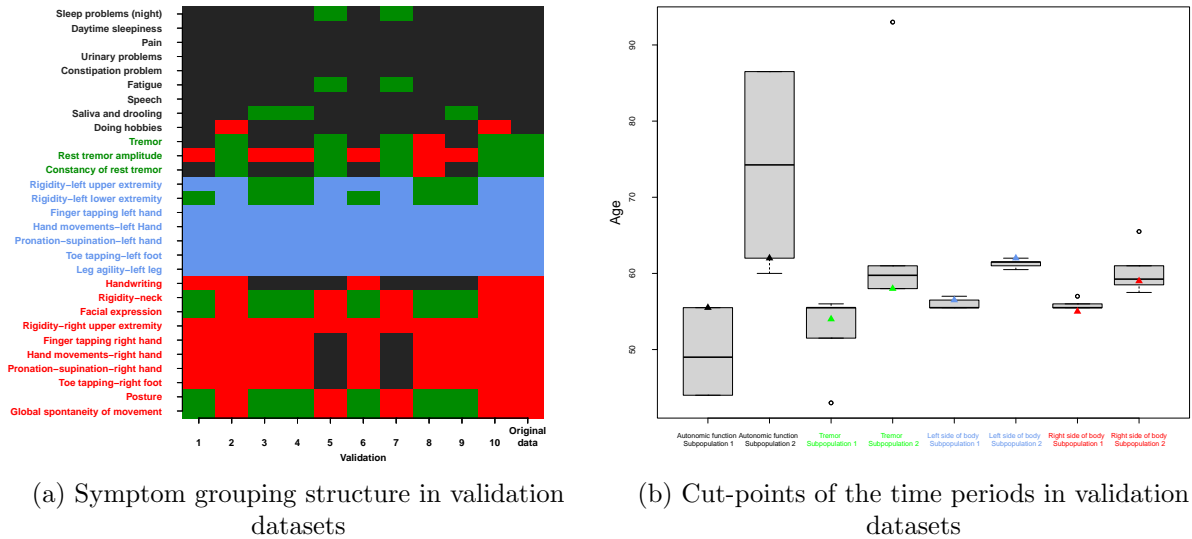 Sleep problems (night)
Daytime sleepiness
Pain
Urinary problems
Constipation problem
Fatigue
Speech
Saliva and drooling
Doing hobbies
Tremor
Rest tremor amplitude
Constancy of rest tremor
Rigidity−left upper extremity
Rigidity−left lower extremity
Finger tapping left hand
Hand movements−left Hand
Pronation−supination−left hand
Toe tapping−left foot
Leg agility−left leg
Handwriting
Rigidity−neck
Facial expression
Rigidity−right upper extremity
Finger tapping right hand
Hand movements−right hand
Pronation−supination−right hand
Toe tapping−right foot
Posture
Global spontaneity of movement
1 2 3 4 5 6 7 8 9 10 Original
data
Validation
(a) Symptom grouping structure in validation
datasets
90
80
70
60
50
Age
Autonomic function
Subpopulation 1
Autonomic function
Subpopulation 2
Tremor
Subpopulation 1
Tremor
Subpopulation 2
Left side of body
Subpopulation 1
Left side of body
Subpopulation 2
Right side of body
Subpopulation 1
Right side of body
Subpopulation 2
(b) Cut-points of the time periods in validation
datasets